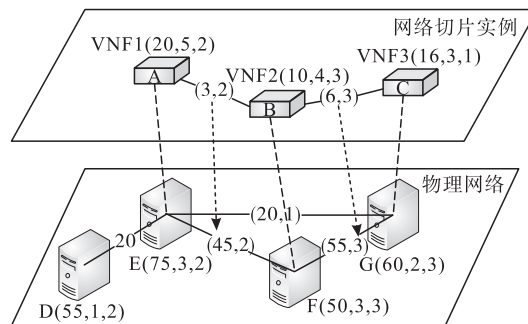 网络切片实例
VNF1(20,5,2)
VNF2(10,4,3)
VNF3(16,3,1)
A
(3,2)
B
(6,3)
C
物理网络
(20,1)
20
(45,2)
(55,3)
E(75,3,2)
G(60,2,3)
D(55,1,2)
F(50,3,3)